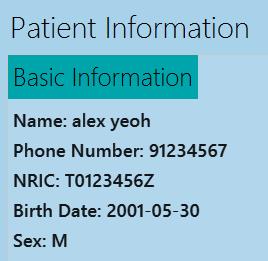 Patient Information
Basic Information
Name: alex yeoh
Phone Number: 91234567
NRIC: T0123456Z
Birth Date: 2001-05-30
Sex: M